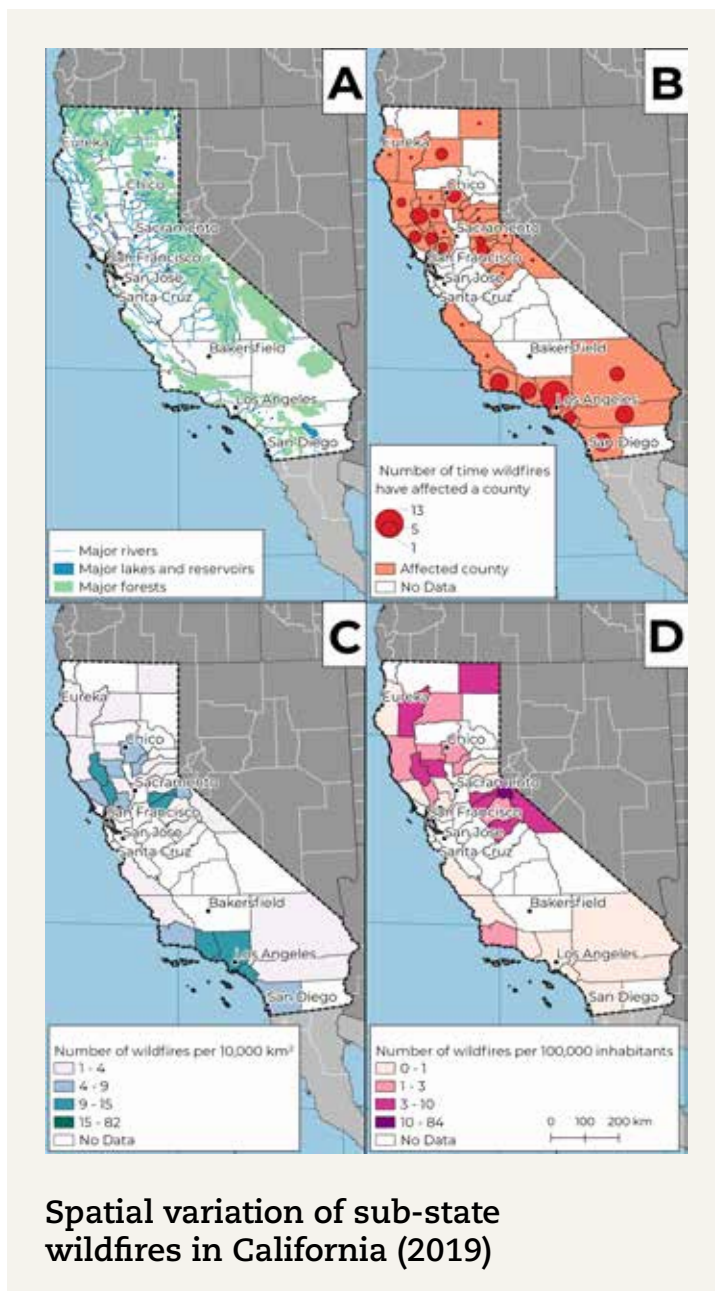 A
Eureka
Chico
Sacramento
San Francisco
San Jose
Santa Cruz
Bakersfield
Los Angeles
San Diego
Major rivers
Major lakes and reservoirs
Major forests
B
Eureka
Chico
Sacramento
San Francisco
San Jose
Santa Cruz
Bakersfield
Los Angeles
San Diego
Number of time wildfires
have affected a county
13
5
1
Affected county
No Data
C
Eureka
Chico
Sacramento
San Francisco
San Jose
Santa Cruz
Bakersfield
Los Angeles
San Diego
Number of wildfires per 10,000 km²
1 - 4
4 - 9
9 - 15
15 - 82
No Data
D
Eureka
Chico
Sacramento
San Francisco
San Jose
Santa Cruz
Bakersfield
Los Angeles
San Diego
Number of wildfires per 100,000 inhabitants
0 - 1
1 - 3
3 - 10
10 - 84
No Data
0 100 200 km
Spatial variation of sub-state
wildfires in California (2019)